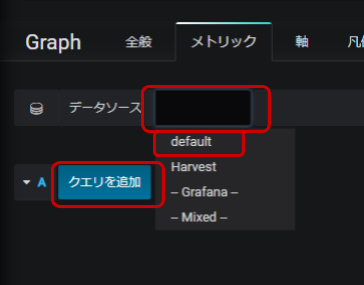 Graph 全般 メトリック 軸
データソース
default
Harvest
-- Grafana --
A クエリを追加
-- Mixed --